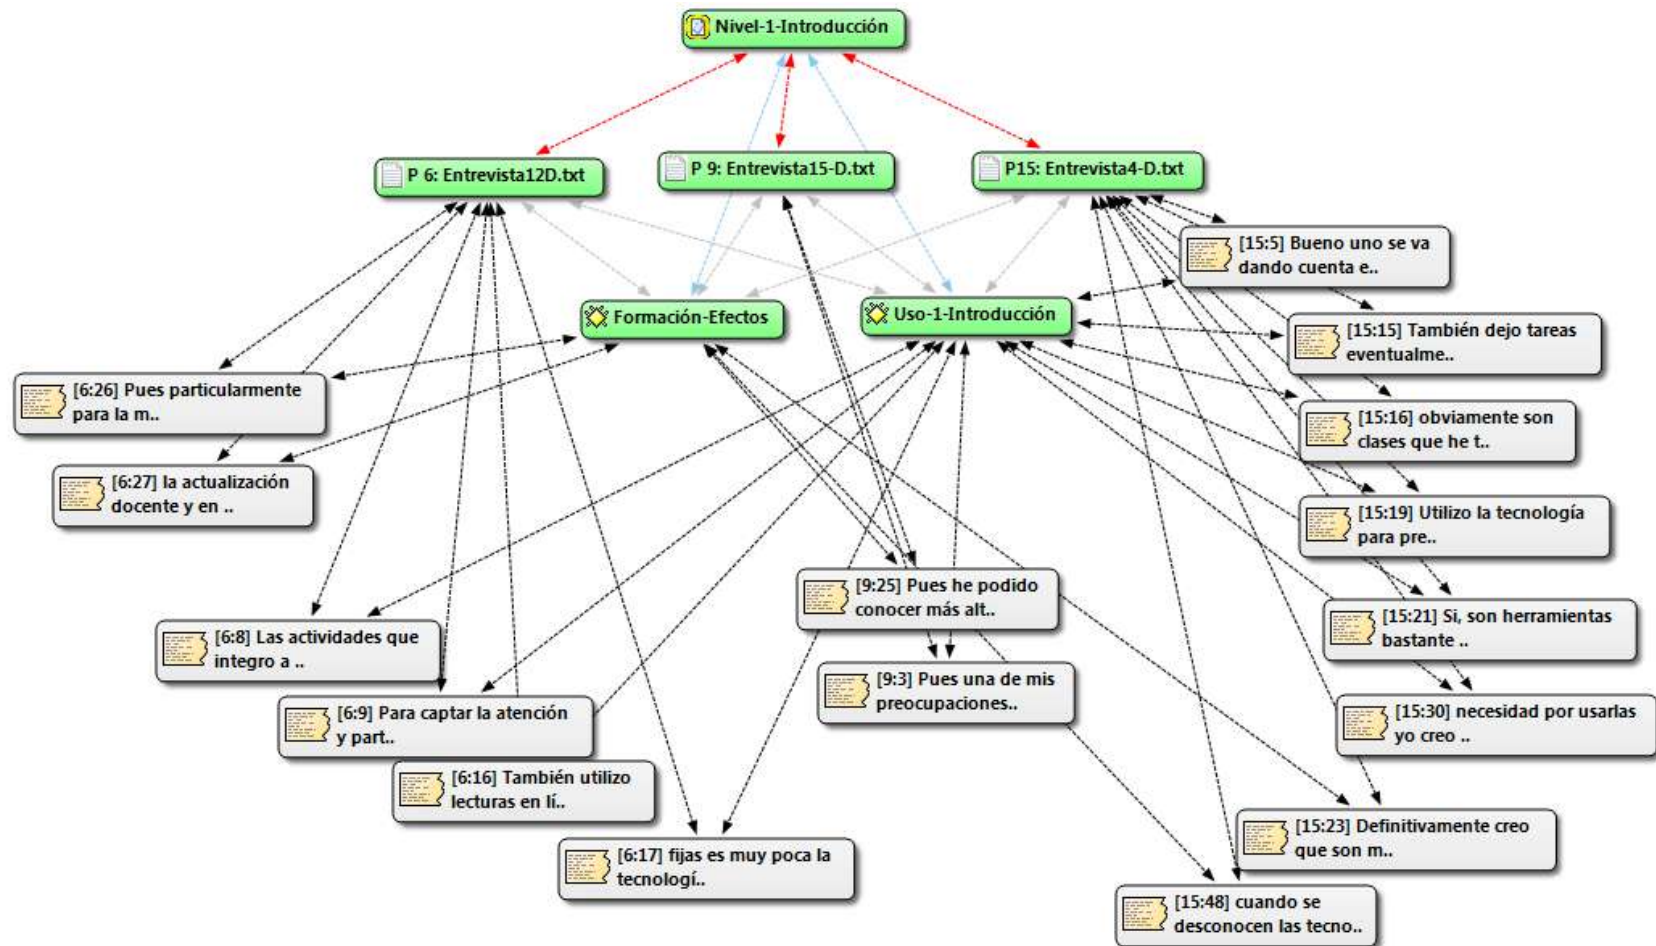 Nivel-1-Introducción
P 6: Entrevista12D.txt
P 9: Entrevista15-D.txt
P15: Entrevista4-D.txt
[15:5] Bueno uno se va
dando cuenta e..
Formación-Efectos
Uso-1-Introducción
[15:15] También dejo tareas
eventualme..
[6:26] Pues particularmente
para la m..
[15:16] obviamente son
clases que he t..
[6:27] la actualización
docente y en ..
[15:19] Utilizo la tecnología
para pre..
[9:25] Pues he podido
conocer más alt..
[15:21] Si, son herramientas
bastante ..
[6:8] Las actividades que
integro a ..
[9:3] Pues una de mis
preocupaciones..
[6:9] Para captar la atención
y part..
[15:30] necesidad por usarlas
yo creo ..
[6:16] También utilizo
lecturas en lí..
[15:23] Definitivamente creo
que son m..
[6:17] fijas es muy poca la
tecnologí..
[15:48] cuando se
desconocen las tecno..